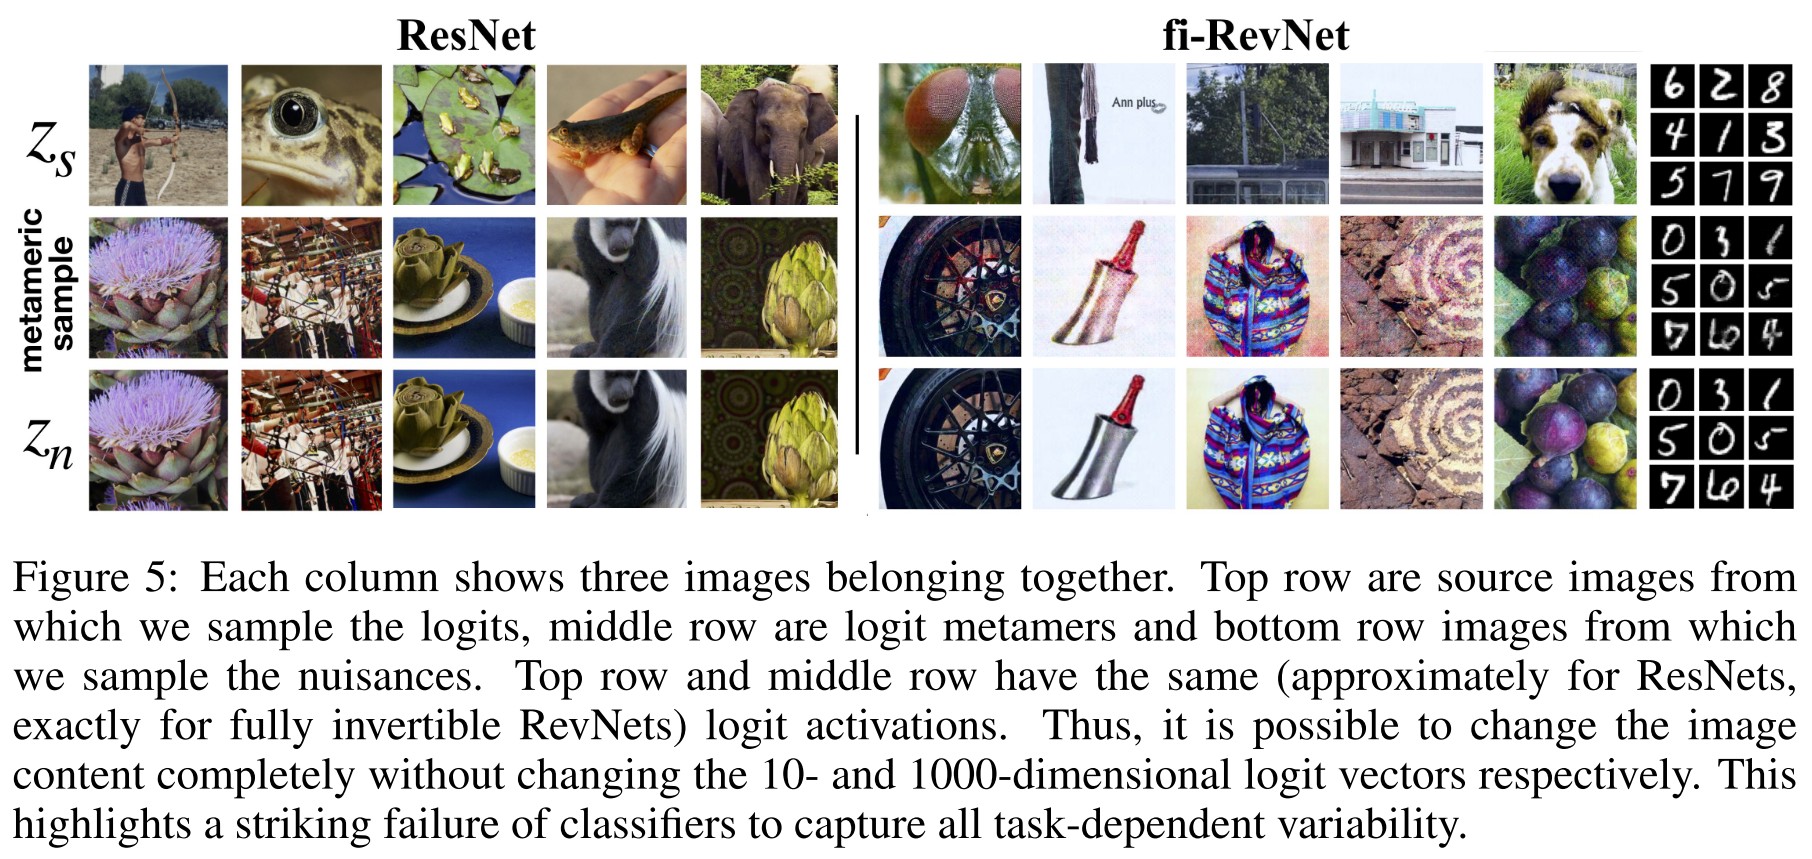 ResNet
fi-RevNet
zs
Ann plus
6 2 8
4 1 3
5 7 9
metameric
sample
0 3 1
5 0 5
7 6 4
zn
0 3 1
5 0 5
7 6 4
Figure 5: Each column shows three images belonging together. Top row are source images from
which we sample the logits, middle row are logit metamers and bottom row images from which
we sample the nuisances. Top row and middle row have the same (approximately for ResNets,
exactly for fully invertible RevNets) logit activations. Thus, it is possible to change the image
content completely without changing the 10- and 1000-dimensional logit vectors respectively. This
highlights a striking failure of classifiers to capture all task-dependent variability.